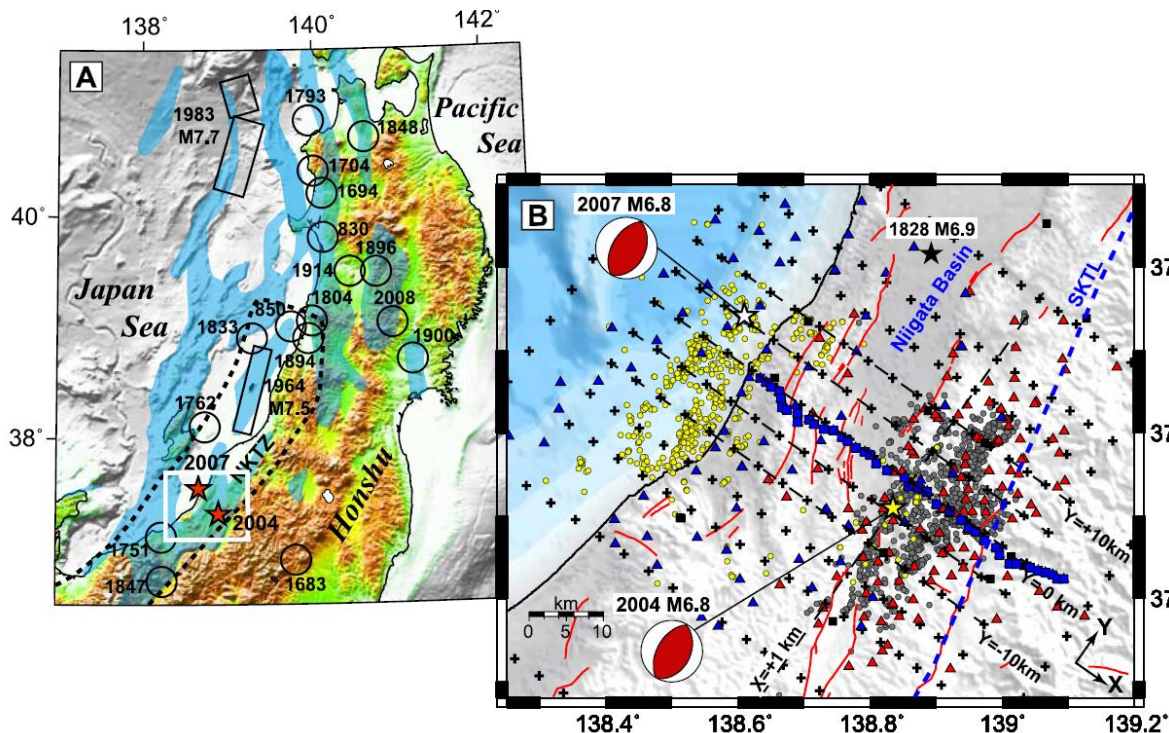 138˚
140˚
142˚
A
1983
M7.7
1793
1848
1704
1694
Pacific
Sea
40˚
830
1896
1914
Japan
Sea
1804
2008
850
1833
1894
1900
1964
M7.5
1762
38˚
2007
KTZ
2004
Honshu
1751
1847
1683
B
2007 M6.8
1828 M6.9
Niigata Basin
SKTL
37
37
37
Y=+10km
Y=0 km
Y=-10km
X=+1 km
km
0 5 10
2004 M6.8
Y
X
138.4˚ 138.6˚ 138.8˚ 139˚ 139.2˚